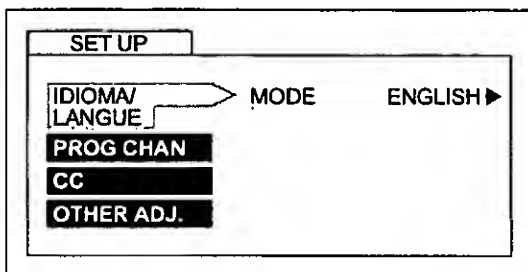 SET UP
IDIOMA/ MODE ENGLISH ▶
LANGUE
PROG CHAN
CC
OTHER ADJ.